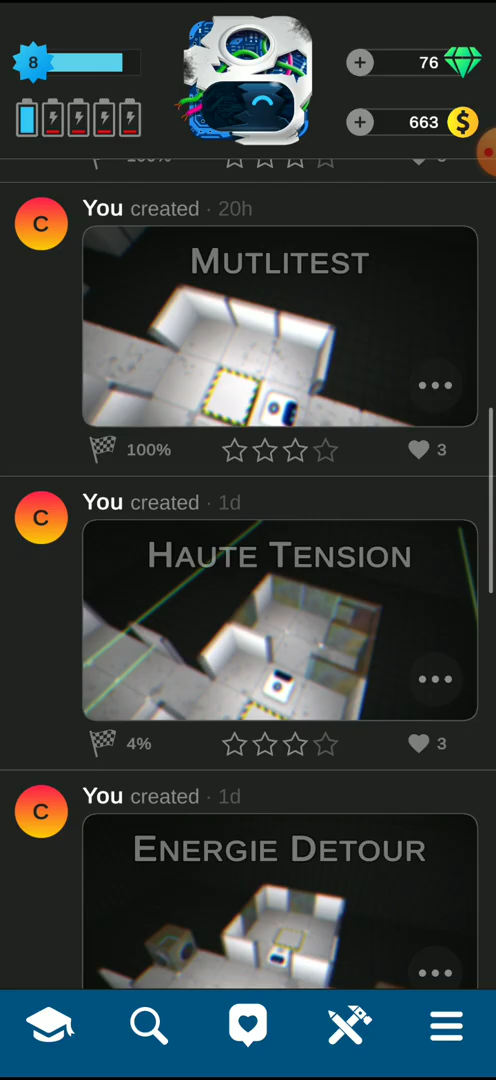 8
76
663
You created · 20h
MUTLITEST
100%
3
C
You created · 1d
HAUTE TENSION
4%
3
C
You created · 1d
ENERGIE DETOUR
C